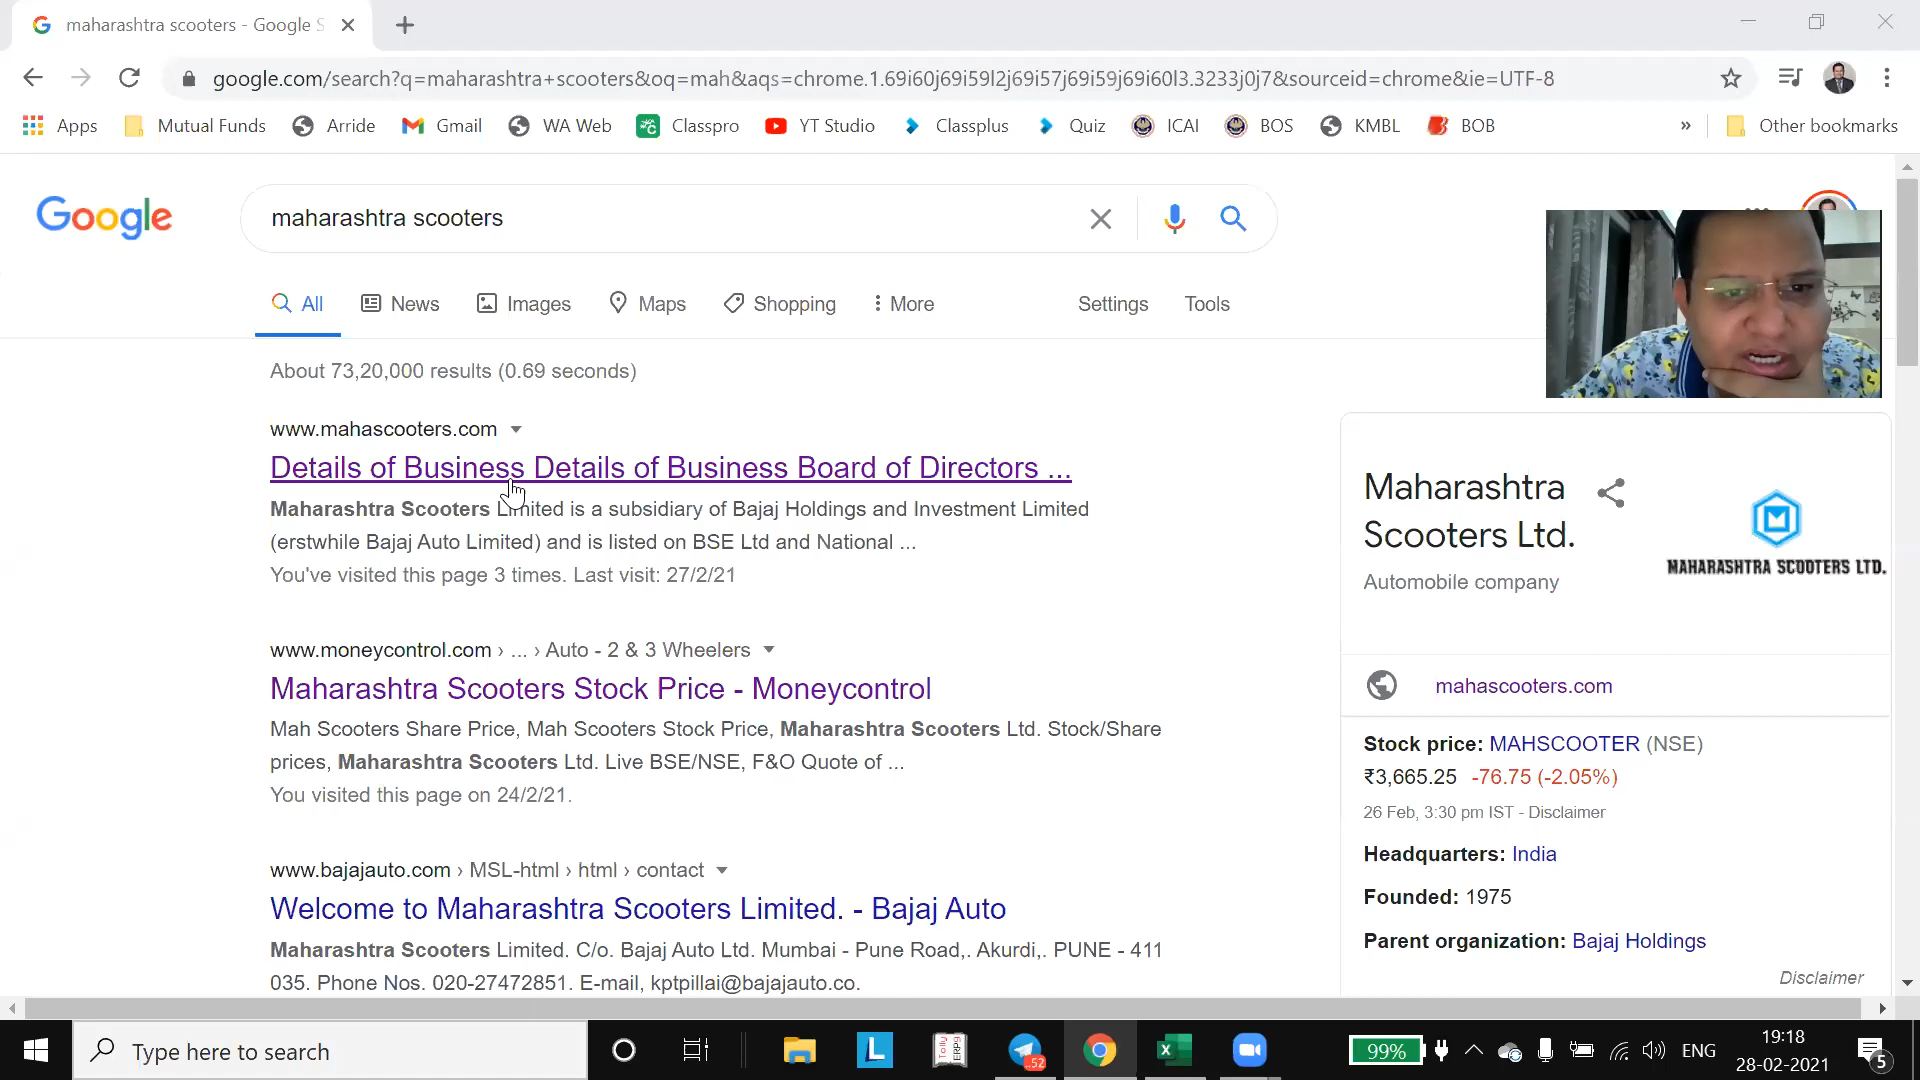 maharashtra scooters - Google S
google.com/search?q=maharashtra+scooters&oq=mah&aqs=chrome.1.69i60j69i59l2j69i57j69i59j69i60l3.3233j0j7&sourceid=chrome&ie=UTF-8
Apps Mutual Funds Arride Gmail WA Web Classpro YT Studio Classplus Quiz ICAI BOS KMBL BOB » Other bookmarks
Google maharashtra scooters
All News Images Maps Shopping More Settings Tools
About 73,20,000 results (0.69 seconds)
www.mahascooters.com
Details of Business Details of Business Board of Directors ...
Maharashtra Scooters Limited is a subsidiary of Bajaj Holdings and Investment Limited
(erstwhile Bajaj Auto Limited) and is listed on BSE Ltd and National ...
You've visited this page 3 times. Last visit: 27/2/21
www.moneycontrol.com › ... › Auto - 2 & 3 Wheelers
Maharashtra Scooters Stock Price - Moneycontrol
Mah Scooters Share Price, Mah Scooters Stock Price, Maharashtra Scooters Ltd. Stock/Share
prices, Maharashtra Scooters Ltd. Live BSE/NSE, F&O Quote of ...
You visited this page on 24/2/21.
www.bajajauto.com › MSL-html › html › contact
Welcome to Maharashtra Scooters Limited. - Bajaj Auto
Maharashtra Scooters Limited. C/o. Bajaj Auto Ltd. Mumbai - Pune Road,. Akurdi,. PUNE - 411
035. Phone Nos. 020-27472851. E-mail, kptpillai@bajajauto.co.
Maharashtra
Scooters Ltd.
Automobile company
MAHARASHTRA SCOOTERS LTD.
mahascooters.com
Stock price: MAHSCOOTER (NSE)
₹3,665.25 -76.75 (-2.05%)
26 Feb, 3:30 pm IST - Disclaimer
Headquarters: India
Founded: 1975
Parent organization: Bajaj Holdings
Disclaimer
Type here to search
L
Tally ERP9
..52
99%
ENG
19:18
28-02-2021
5